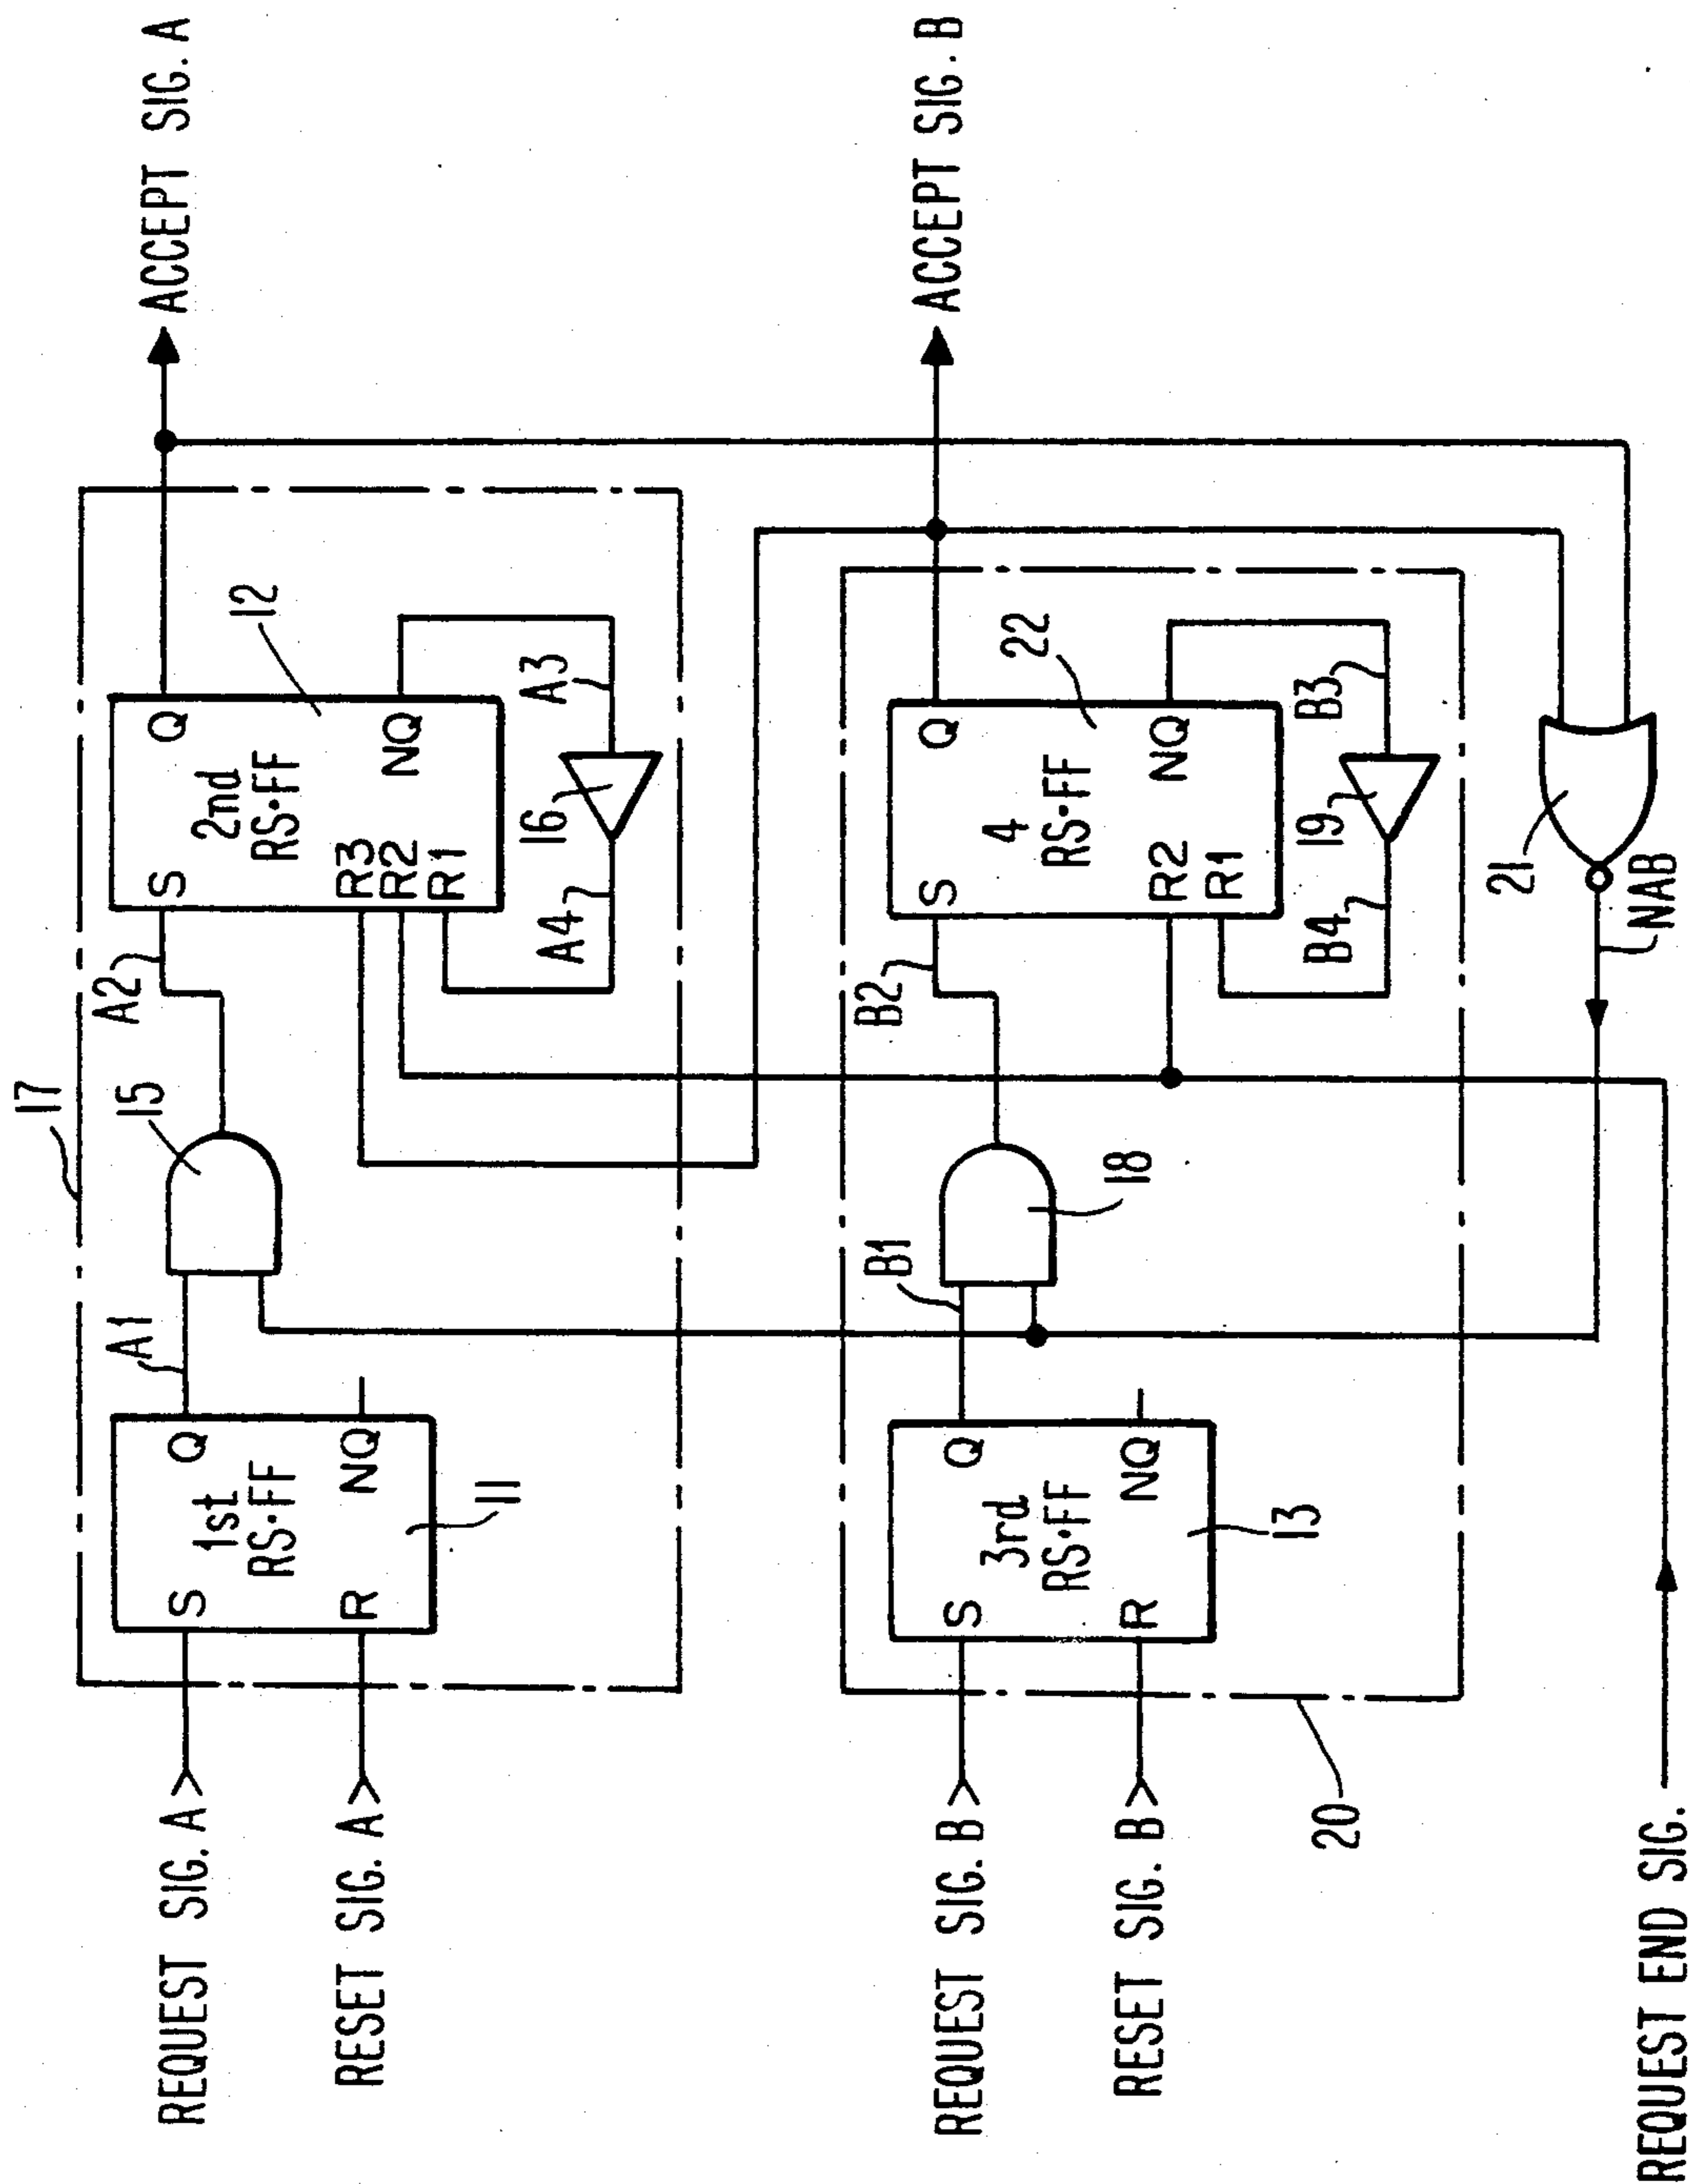 17
REQUEST SIG. A
RESET SIG. A
S
R
1st
RS·FF
Q
NQ
11
A1
15
A2
S
R3
R2
R1
2nd
RS·FF
Q
NQ
12
A4
16
A3
ACCEPT SIG. A
REQUEST SIG. B
RESET SIG. B
S
R
3rd
RS·FF
Q
NQ
13
B1
18
B2
S
R2
R1
4
RS·FF
Q
NQ
22
B4
19
B3
ACCEPT SIG. B
20
NAB
21
REQUEST END SIG.